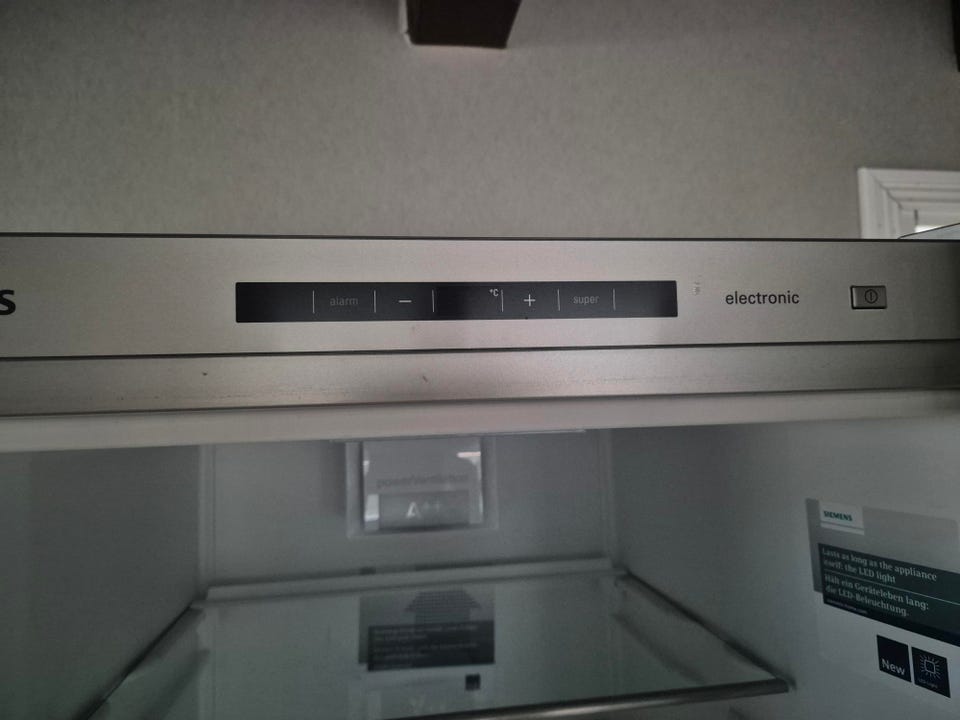 S
alarm
−
°C
+
super
electronic
powerVentilation
A++
SIEMENS
Lasts as long as the appliance
itself: the LED light
Hält ein Geräteleben lang:
die LED-Beleuchtung.
New